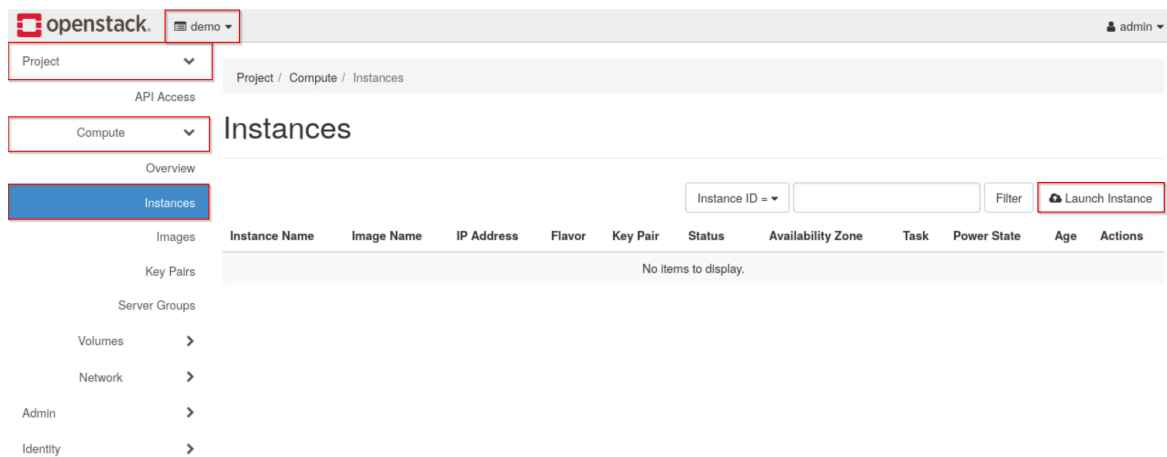 openstack. demo admin
Project
API Access
Compute
Overview
Instances
Images
Key Pairs
Server Groups
Volumes
Network
Admin
Identity
Project / Compute / Instances
Instances
Instance ID = Filter Launch Instance
Instance Name Image Name IP Address Flavor Key Pair Status Availability Zone Task Power State Age Actions
No items to display.